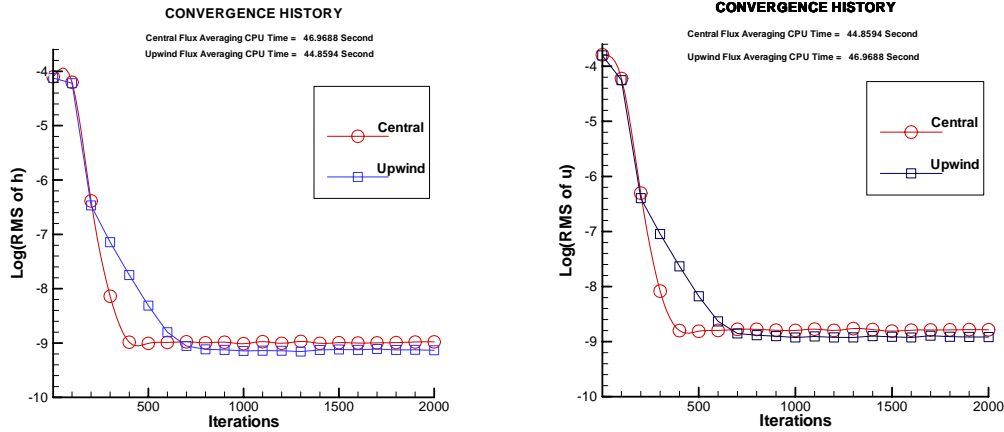 CONVERGENCE HISTORY
Central Flux Averaging CPU Time = 46.9688 Second
Upwind Flux Averaging CPU Time = 44.8594 Second
Log(RMS of h)
-4
-5
-6
-7
-8
-9
-10
Central
Upwind
500
1000
1500
2000
Iterations
CONVERGENCE HISTORY
Central Flux Averaging CPU Time = 44.8594 Second
Upwind Flux Averaging CPU Time = 46.9688 Second
Log(RMS of u)
-4
-5
-6
-7
-8
-9
-10
Central
Upwind
500
1000
1500
2000
Iterations